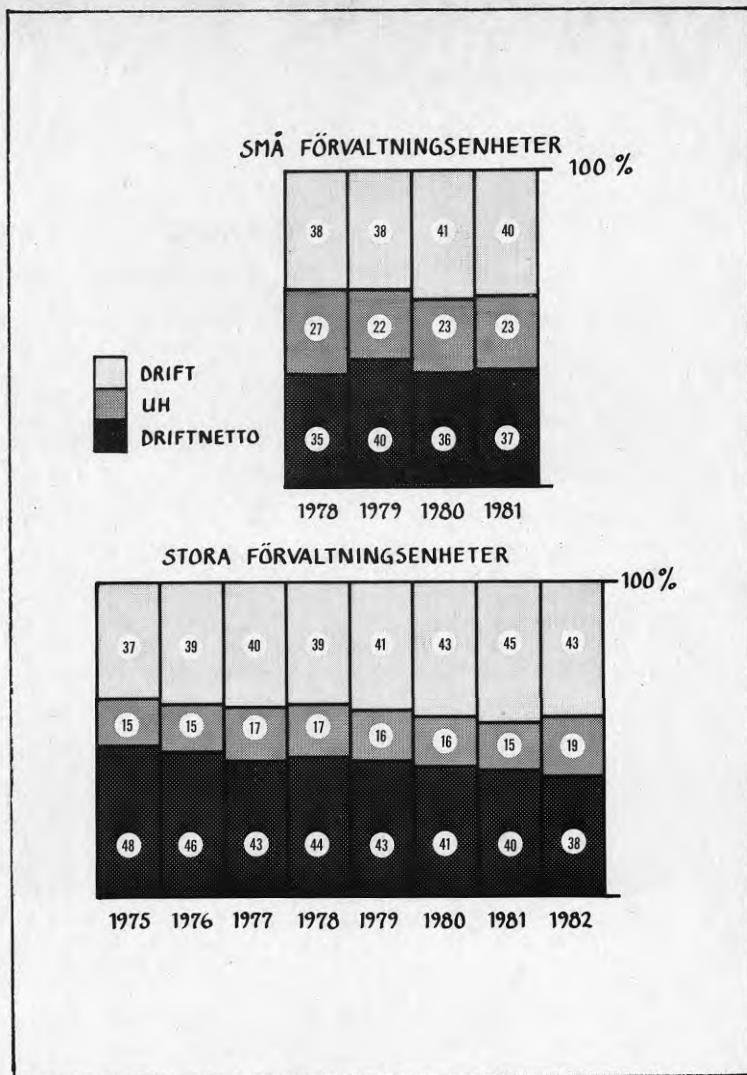 SMÅ FÖRVALTNINGSENHETER
100 %
38 38 41 40
27 22 23 23
35 40 36 37
1978 1979 1980 1981
DRIFT
UH
DRIFTNETTO
STORA FÖRVALTNINGSENHETER
100 %
37 39 40 39 41 43 45 43
15 15 17 17 16 16 15 19
48 46 43 44 43 41 40 38
1975 1976 1977 1978 1979 1980 1981 1982